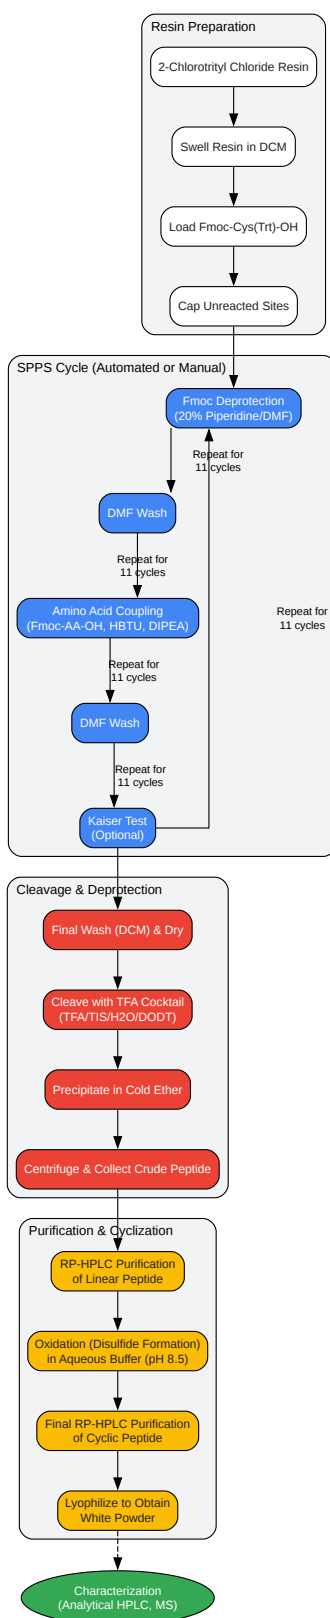 Resin Preparation
2-Chlorotrityl Chloride Resin
Swell Resin in DCM
Load Fmoc-Cys(Trt)-OH
Cap Unreacted Sites
SPPS Cycle (Automated or Manual)
Fmoc Deprotection
(20% Piperidine/DMF)
Repeat for
11 cycles
DMF Wash
Repeat for
11 cycles
Amino Acid Coupling
(Fmoc-AA-OH, HBTU, DIPEA)
Repeat for
11 cycles
Repeat for
11 cycles
DMF Wash
Repeat for
11 cycles
Kaiser Test
(Optional)
Cleavage & Deprotection
Final Wash (DCM) & Dry
Cleave with TFA Cocktail
(TFA/TIS/H2O/DODT)
Precipitate in Cold Ether
Centrifuge & Collect Crude Peptide
Purification & Cyclization
RP-HPLC Purification
of Linear Peptide
Oxidation (Disulfide Formation)
in Aqueous Buffer (pH 8.5)
Final RP-HPLC Purification
of Cyclic Peptide
Lyophilize to Obtain
White Powder
Characterization
(Analytical HPLC, MS)